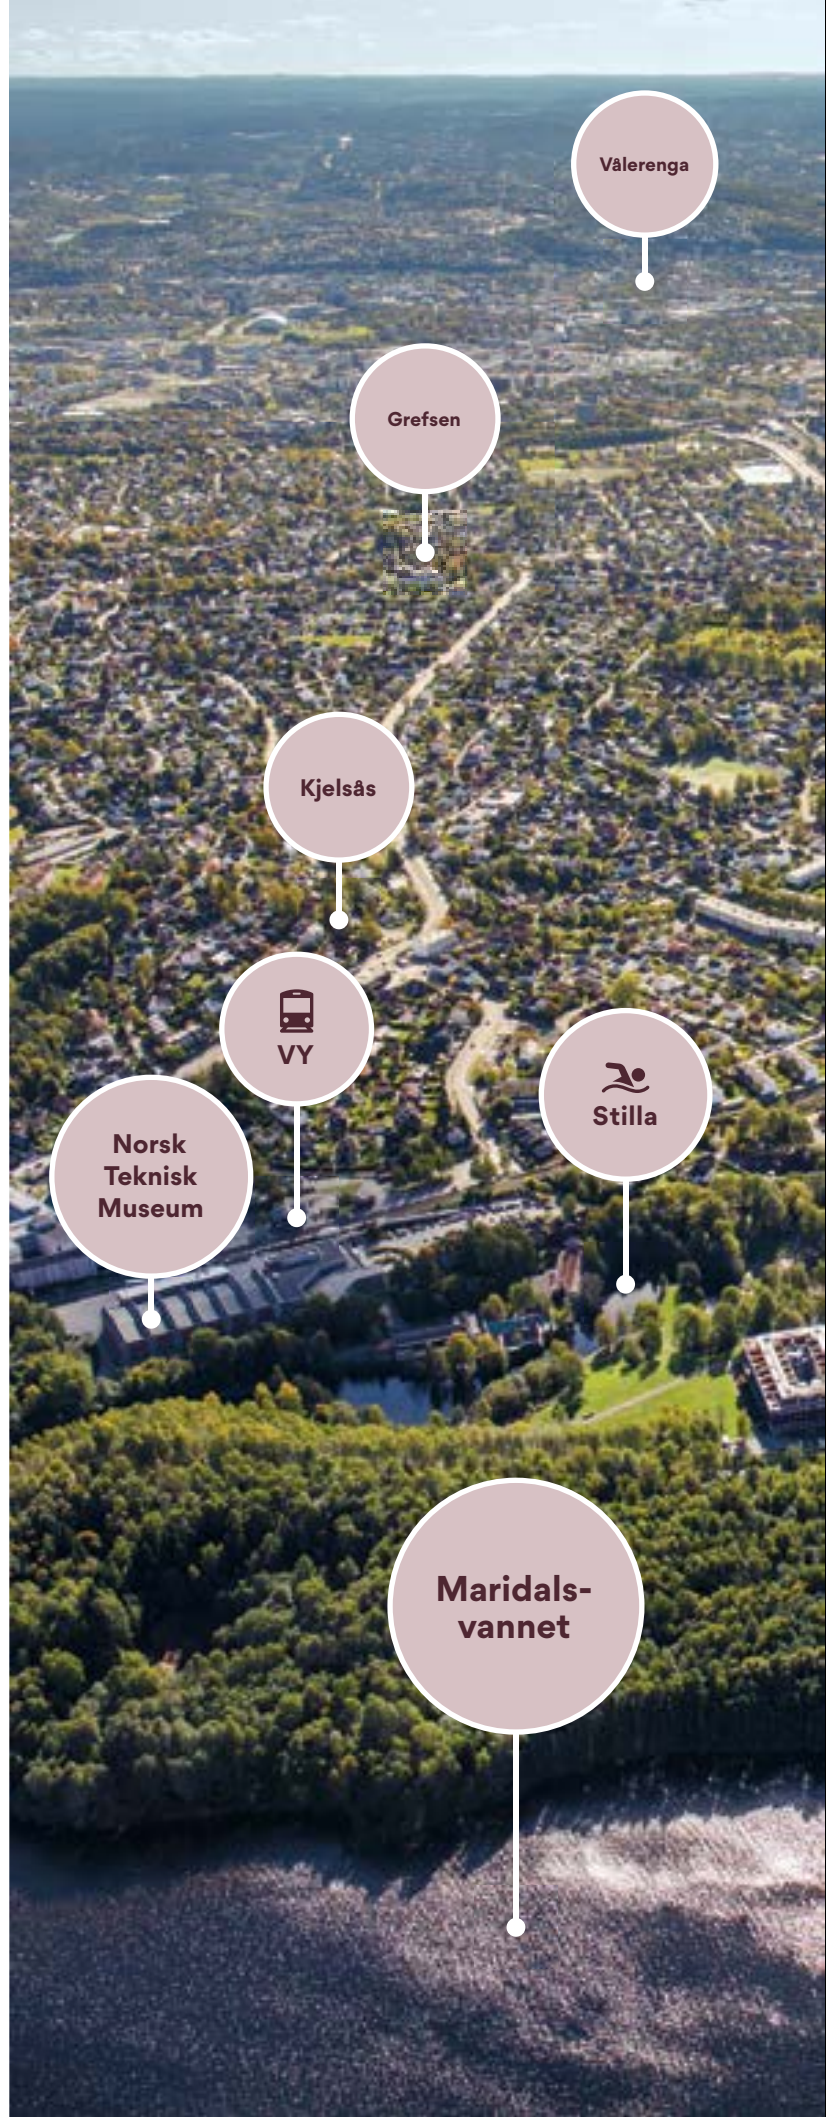 Vålerenga
Grefsen
Kjelsås
VY
Stilla
Norsk
Teknisk
Museum
Maridals-
vannet